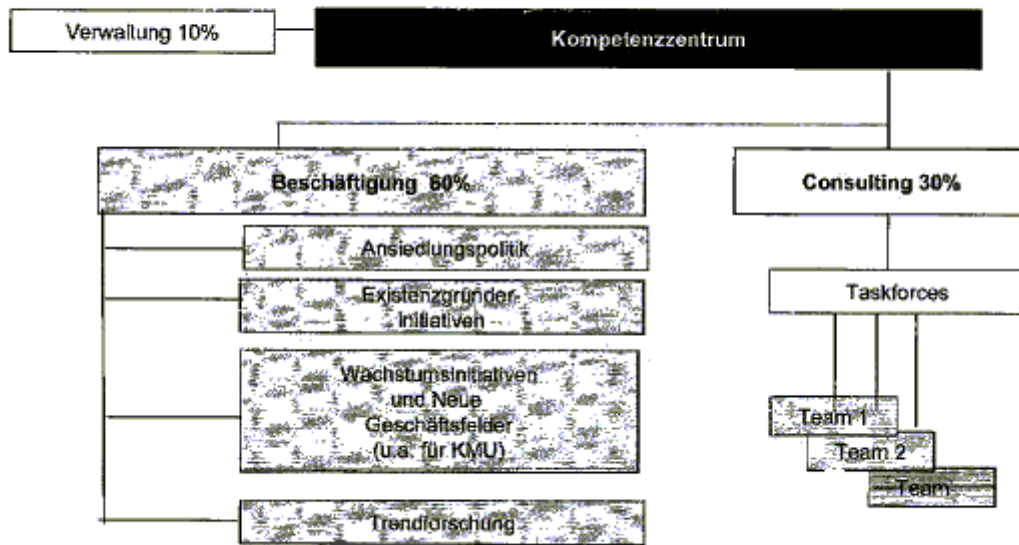 Verwaltung 10%
Kompetenzzentrum
Beschäftigung 60%
Consulting 30%
Ansiedlungspolitik
Existenzgründer-
initiativen
Taskforces
Wachstumsinitiativen
und Neue
Geschäftsfelder
(u.a. für KMU)
Team 1
Team 2
Team
Trendforschung